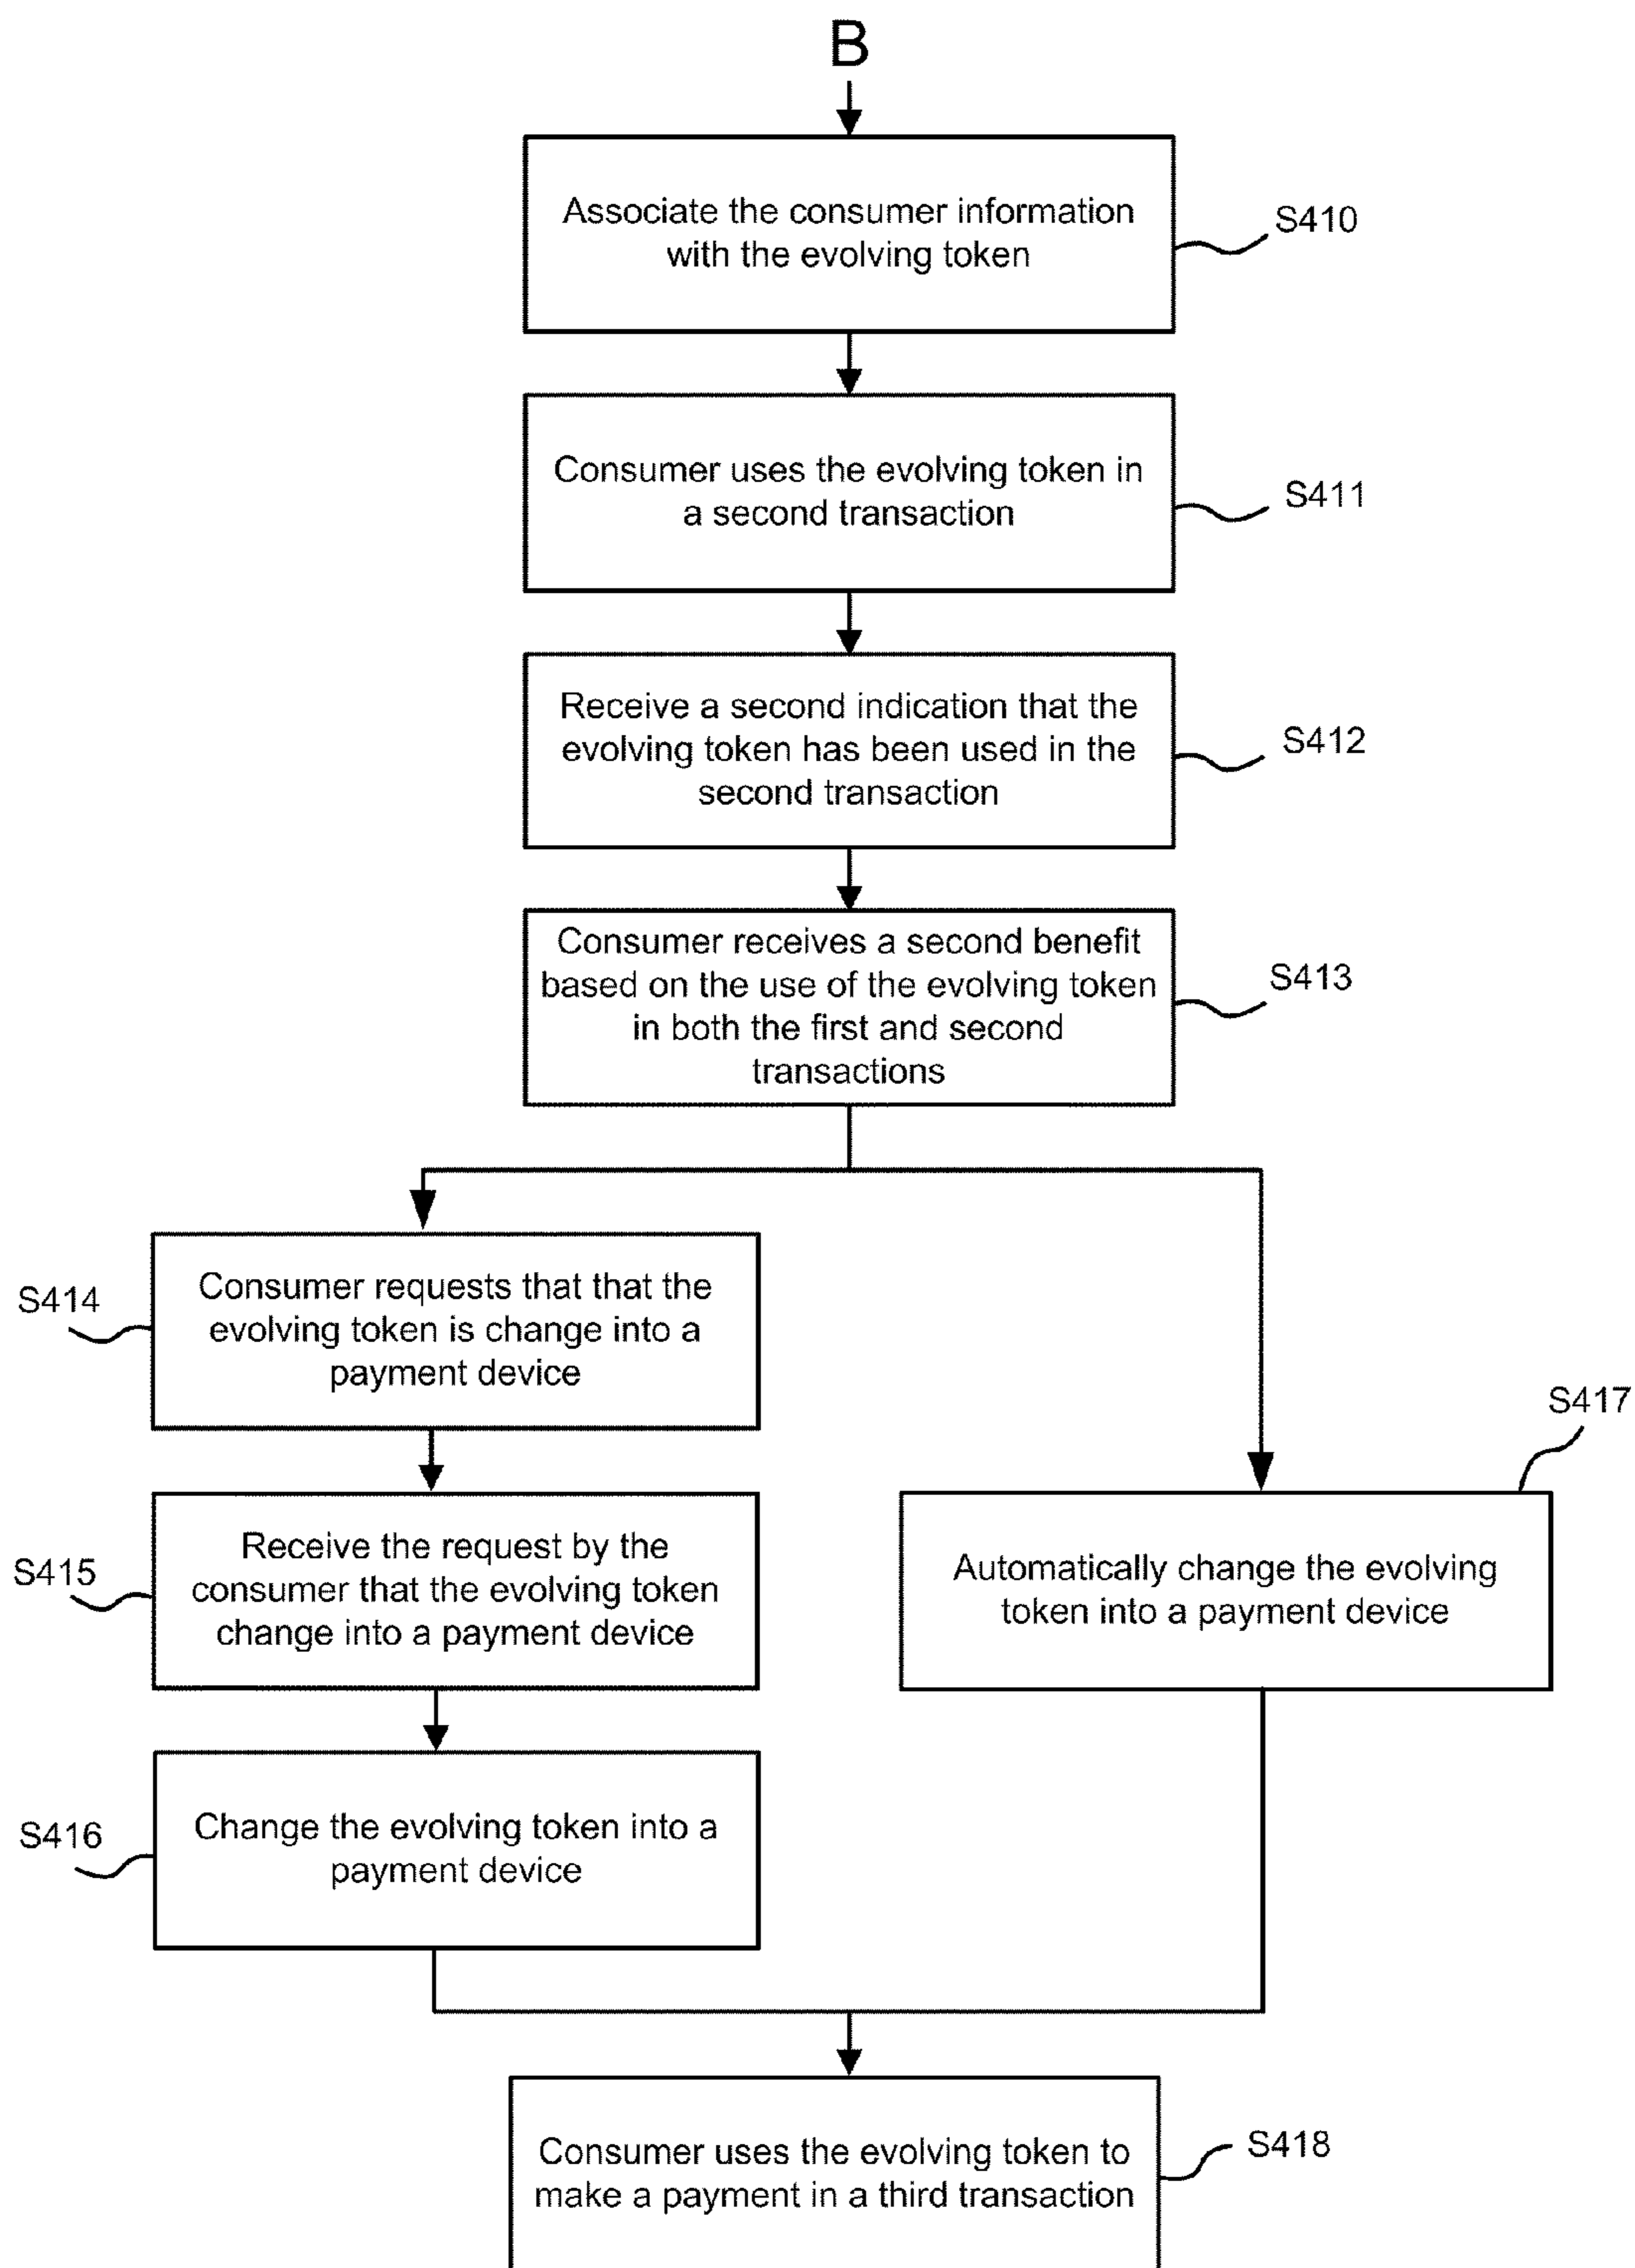 B
Associate the consumer information
with the evolving token
S410
Consumer uses the evolving token in
a second transaction
S411
Receive a second indication that the
evolving token has been used in the
second transaction
S412
Consumer receives a second benefit
based on the use of the evolving token
in both the first and second
transactions
S413
S414
Consumer requests that that the
evolving token is change into a
payment device
S415
Receive the request by the
consumer that the evolving token
change into a payment device
S416
Change the evolving token into a
payment device
S417
Automatically change the evolving
token into a payment device
Consumer uses the evolving token to
make a payment in a third transaction
S418